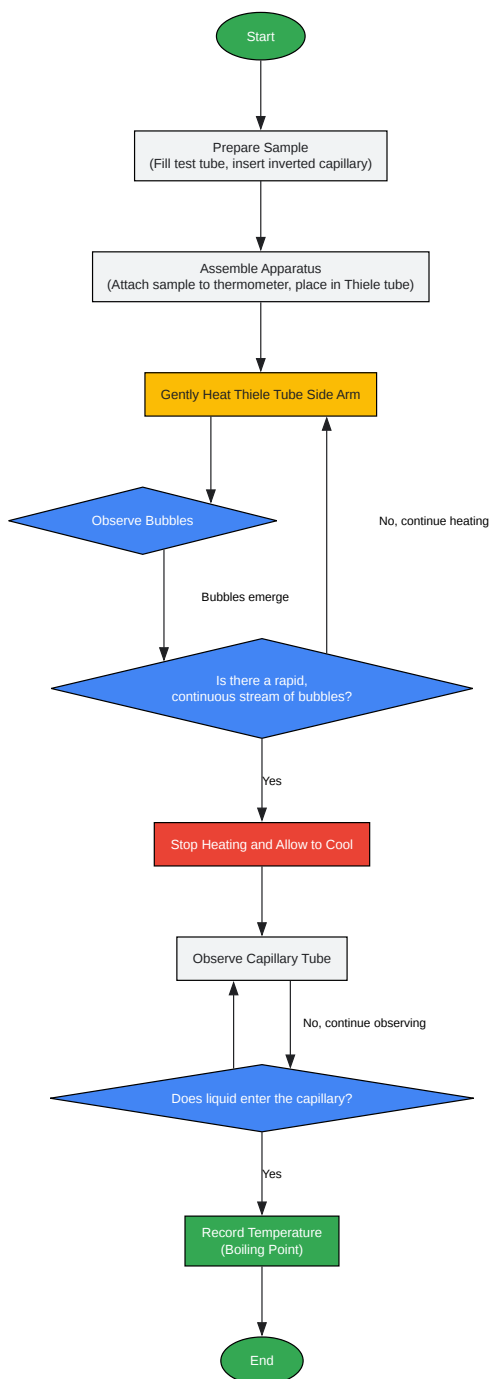 Start
Prepare Sample
(Fill test tube, insert inverted capillary)
Assemble Apparatus
(Attach sample to thermometer, place in Thiele tube)
Gently Heat Thiele Tube Side Arm
Observe Bubbles
No, continue heating
Bubbles emerge
Is there a rapid,
continuous stream of bubbles?
Yes
Stop Heating and Allow to Cool
Observe Capillary Tube
No, continue observing
Does liquid enter the capillary?
Yes
Record Temperature
(Boiling Point)
End